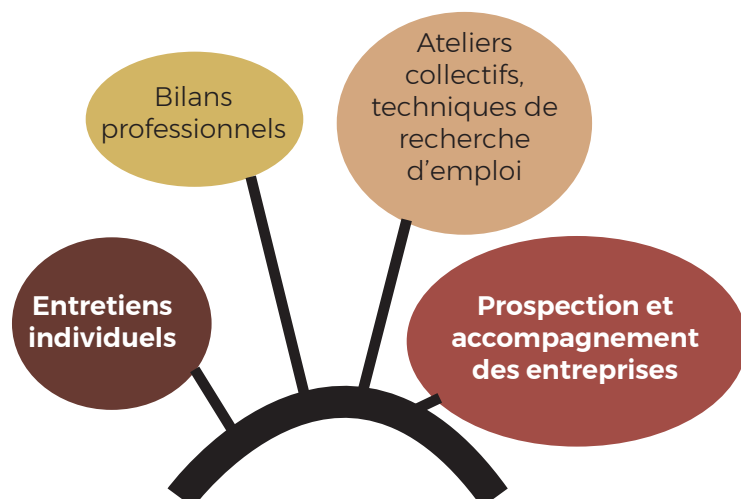 Bilans
professionnels
Ateliers
collectifs,
techniques de
recherche
d’emploi
Entretiens
individuels
Prospection et
accompagnement
des entreprises